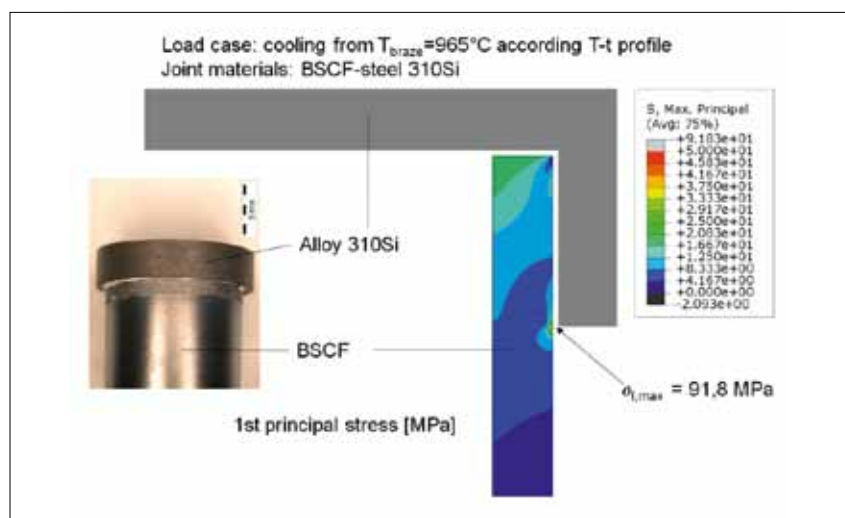 Load case: cooling from Tbraze=965°C according T-t profile
Joint materials: BSCF-steel 310Si
S, Max. Principal
(Avg: 75%)
+9.183e+01
+5.000e+01
+4.583e+01
+4.167e+01
+3.750e+01
+3.333e+01
+2.917e+01
+2.500e+01
+2.083e+01
+1.667e+01
+1.250e+01
+8.333e+00
+4.167e+00
+0.000e+00
-2.093e+00
Alloy 310Si
BSCF
σI,max = 91,8 MPa
1st principal stress [MPa]